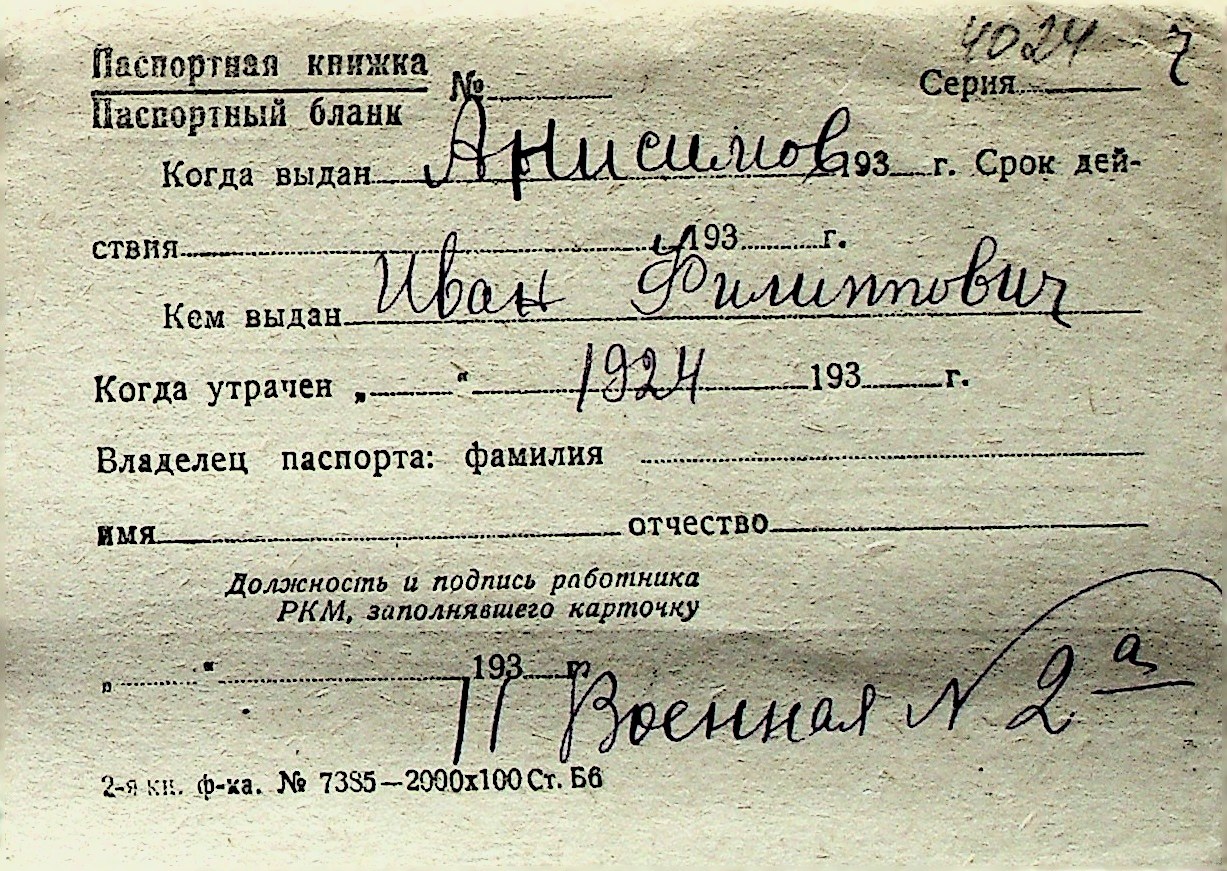 4024 — 7
Паспортная книжка № Серия
Паспортный бланк
Анисимов
Когда выдан 193 г. Срок дей-
ствия 193 г.
Иван Филиппович
Кем выдан
Когда утрачен „ “ 1924 193 г.
Владелец паспорта: фамилия
имя отчество
Должность и подпись работника
РКМ, заполнявшего карточку
„ “ 193 г.
11 Военная N 2а
2-я кн. ф-ка. № 7385—2000х100 Ст. Б6